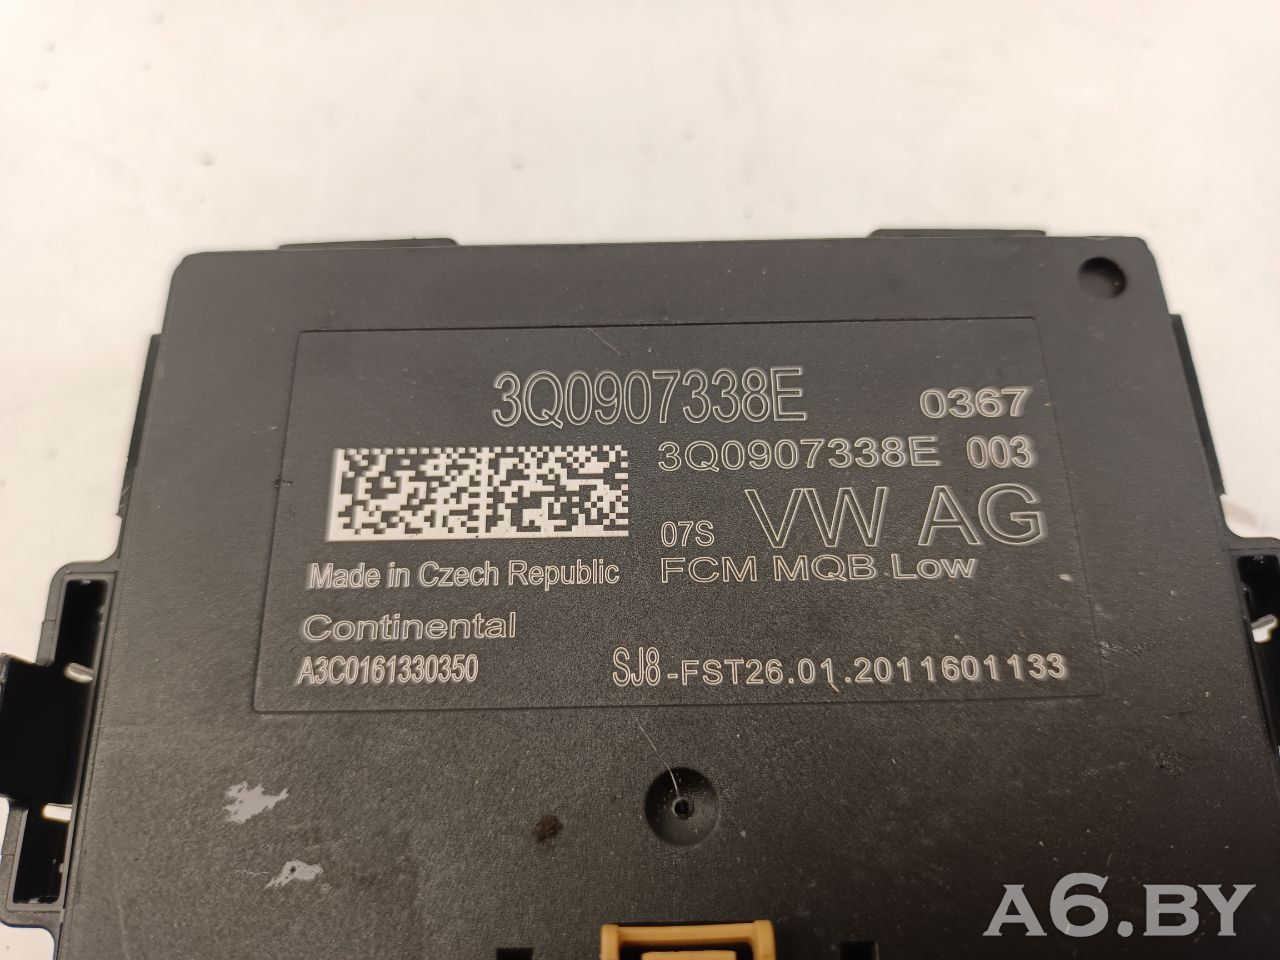 3Q0907338E
0367
3Q0907338E 003
07S VW AG
FCM MQB Low
Made in Czech Republic
Continental
A3C0161330350
SJ8-FST26.01.2011601133
A6.BY